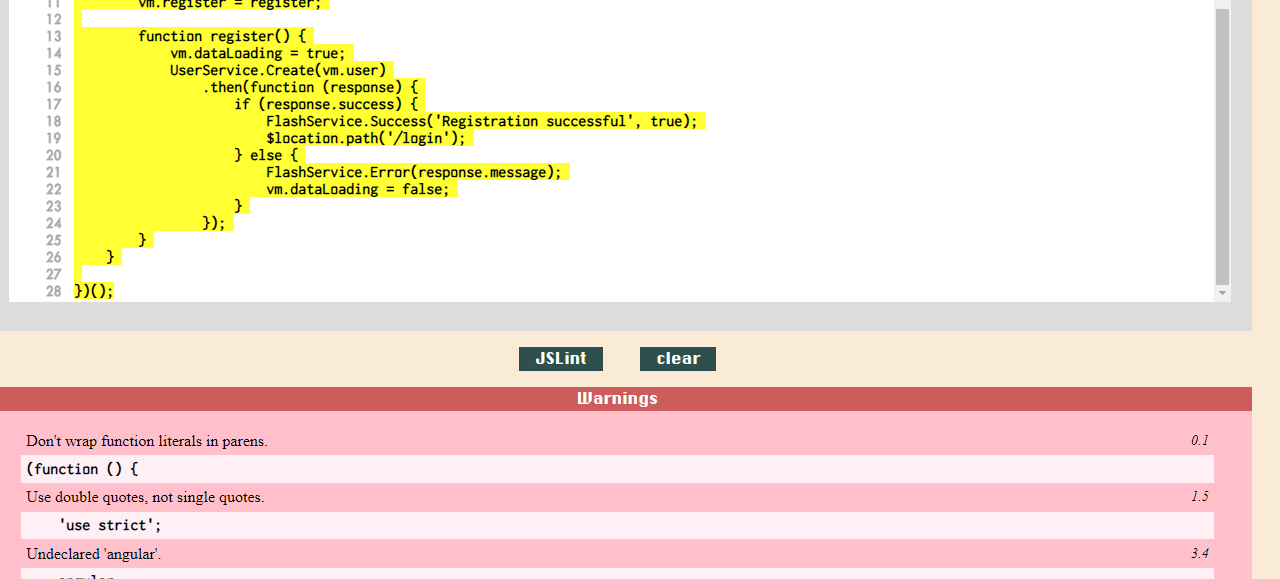 11 vm.register = register;
12
13 function register() {
14 vm.dataLoading = true;
15 UserService.Create(vm.user)
16 .then(function (response) {
17 if (response.success) {
18 FlashService.Success('Registration successful', true);
19 $location.path('/login');
20 } else {
21 FlashService.Error(response.message);
22 vm.dataLoading = false;
23 }
24 });
25 }
26 }
27
28 })();
JSLint clear
Warnings
Don't wrap function literals in parens. 0.1
(function () {
Use double quotes, not single quotes. 1.5
'use strict';
Undeclared 'angular'. 3.4
angular